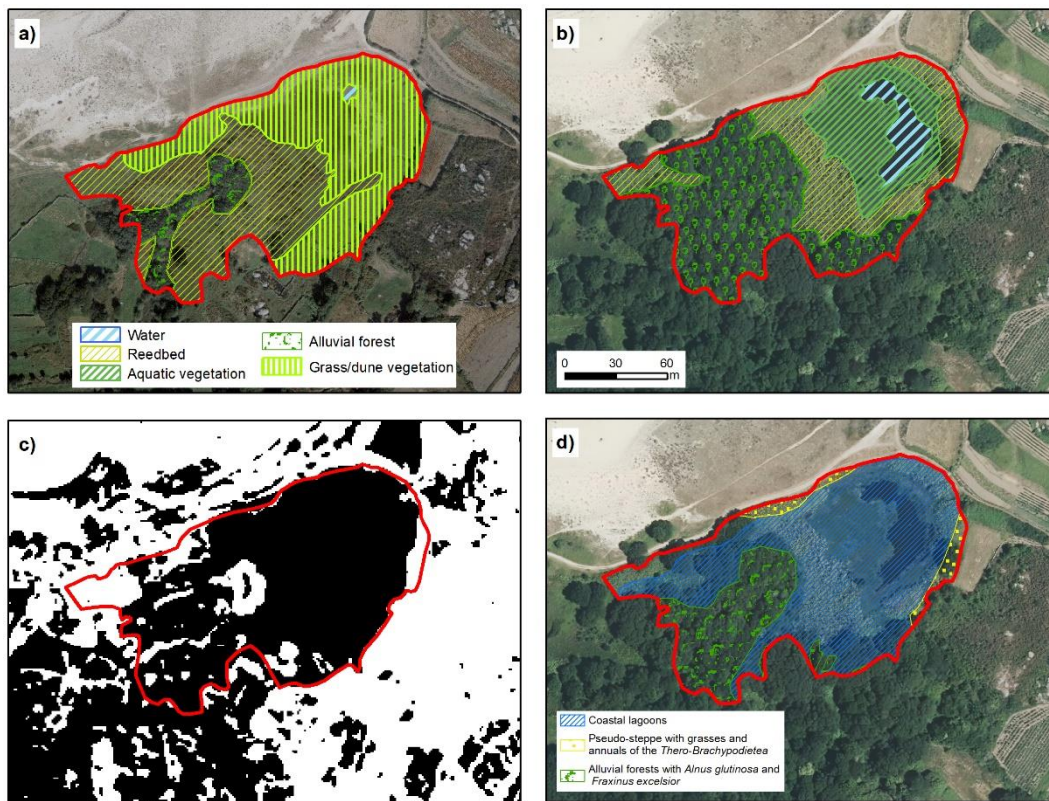 a)
b)
Water
Reedbed
Aquatic vegetation
Alluvial forest
Grass/dune vegetation
0 30 60
m
c)
d)
Coastal lagoons
Pseudo-steppe with grasses and
annuals of the Thero-Brachypodietea
Alluvial forests with Alnus glutinosa and
Fraxinus excelsior